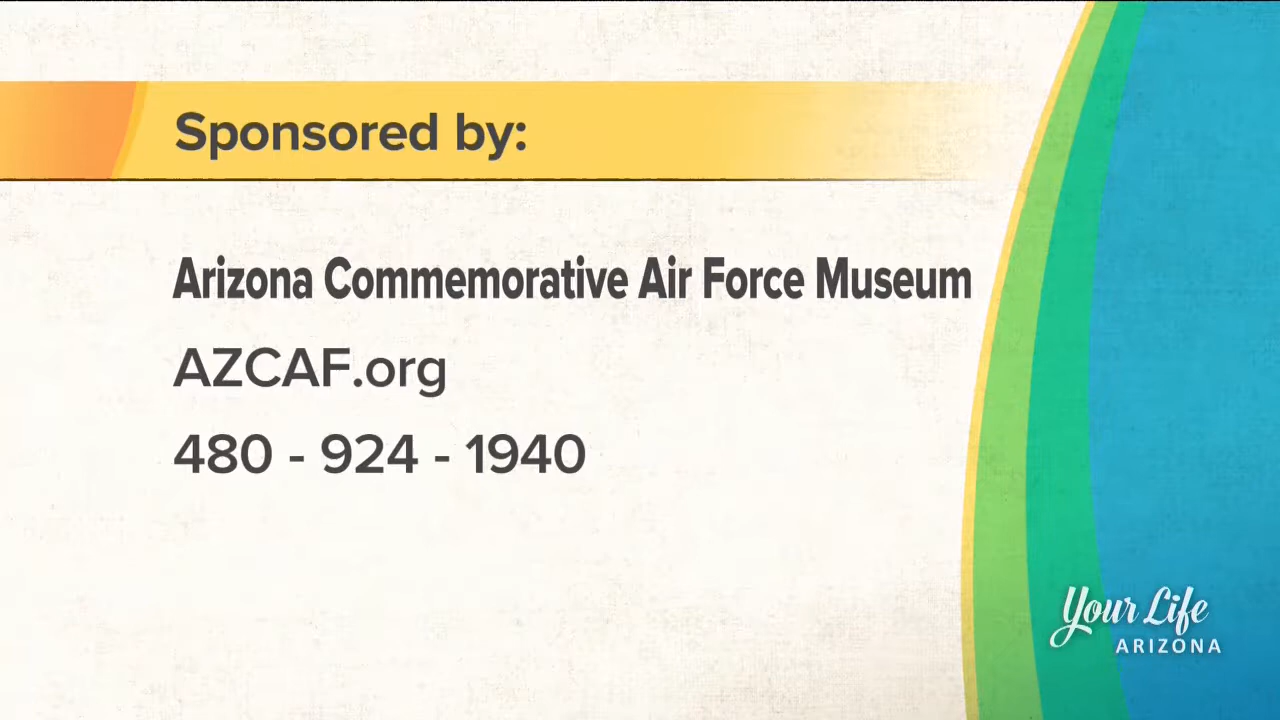 Sponsored by:
Arizona Commemorative Air Force Museum
AZCAF.org
480 - 924 - 1940
Your Life
ARIZONA